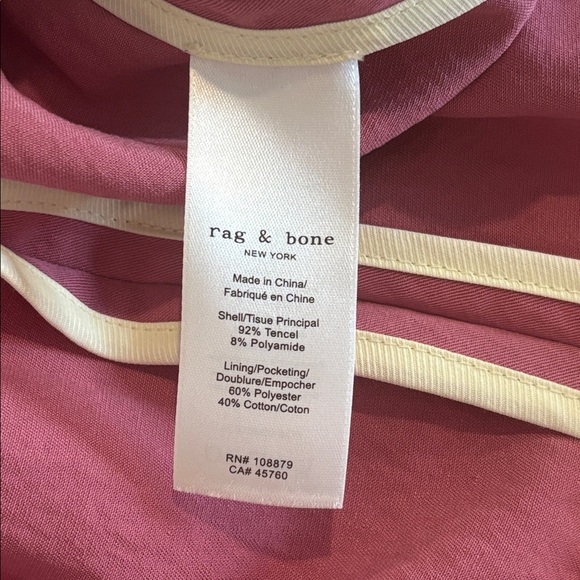 rag & bone
NEW YORK
Made in China/
Fabriqué en Chine
Shell/Tisue Principal
92% Tencel
8% Polyamide
Lining/Pocketing/
Doublure/Empocher
60% Polyester
40% Cotton/Coton
RN# 108879
CA# 45760